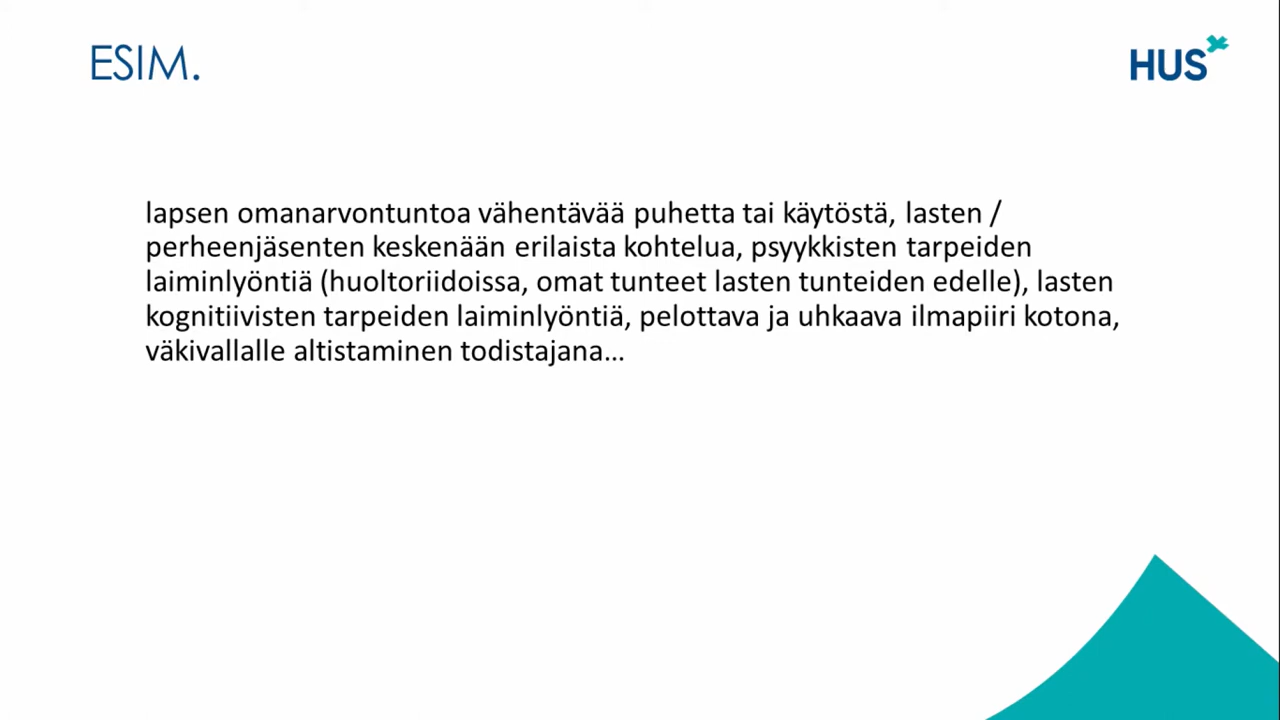 ESIM.
HUS
lapsen omanarvontuntoa vähentävää puhetta tai käytöstä, lasten /
perheenjäsenten keskenään erilaista kohtelua, psyykkisten tarpeiden
laiminlyöntiä (huoltoriidoissa, omat tunteet lasten tunteiden edelle), lasten
kognitiivisten tarpeiden laiminlyöntiä, pelottava ja uhkaava ilmapiiri kotona,
väkivallalle altistaminen todistajana...